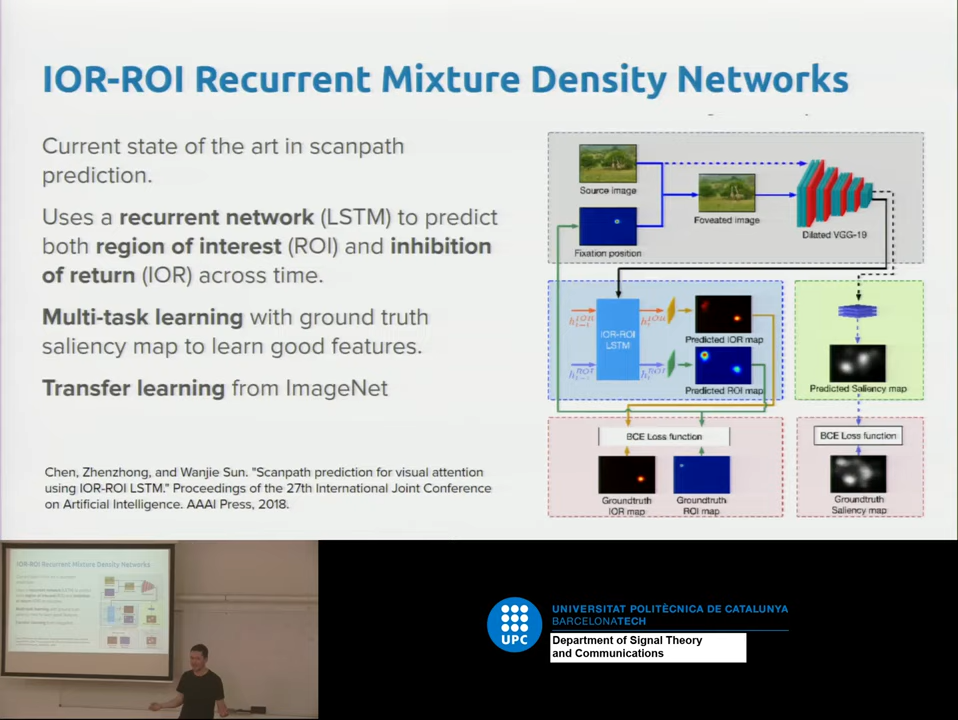 IOR-ROI Recurrent Mixture Density Networks
Current state of the art in scanpath
prediction.
Uses a recurrent network (LSTM) to predict
both region of interest (ROI) and inhibition
of return (IOR) across time.
Multi-task learning with ground truth
saliency map to learn good features.
Transfer learning from ImageNet
Chen, Zhenzhong, and Wanjie Sun. "Scanpath prediction for visual attention
using IOR-ROI LSTM." Proceedings of the 27th International Joint Conference
on Artificial Intelligence. AAAI Press, 2018.
Source image
Foveated image
Dilated VGG-19
Fixation position
IOR-ROI
LSTM
Predicted IOR map
Predicted ROI map
Predicted Saliency map
BCE Loss function
BCE Loss function
Groundtruth
IOR map
Groundtruth
ROI map
Groundtruth
Saliency map
IOR-ROI Recurrent Mixture Density Networks
UPC
UNIVERSITAT POLITÈCNICA DE CATALUNYA
BARCELONATECH
Department of Signal Theory
and Communications